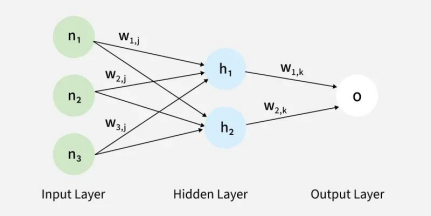 n1
w1,j
w2,j
n2
w3,j
n3
h1
h2
w1,k
w2,k
O
Input Layer
Hidden Layer
Output Layer